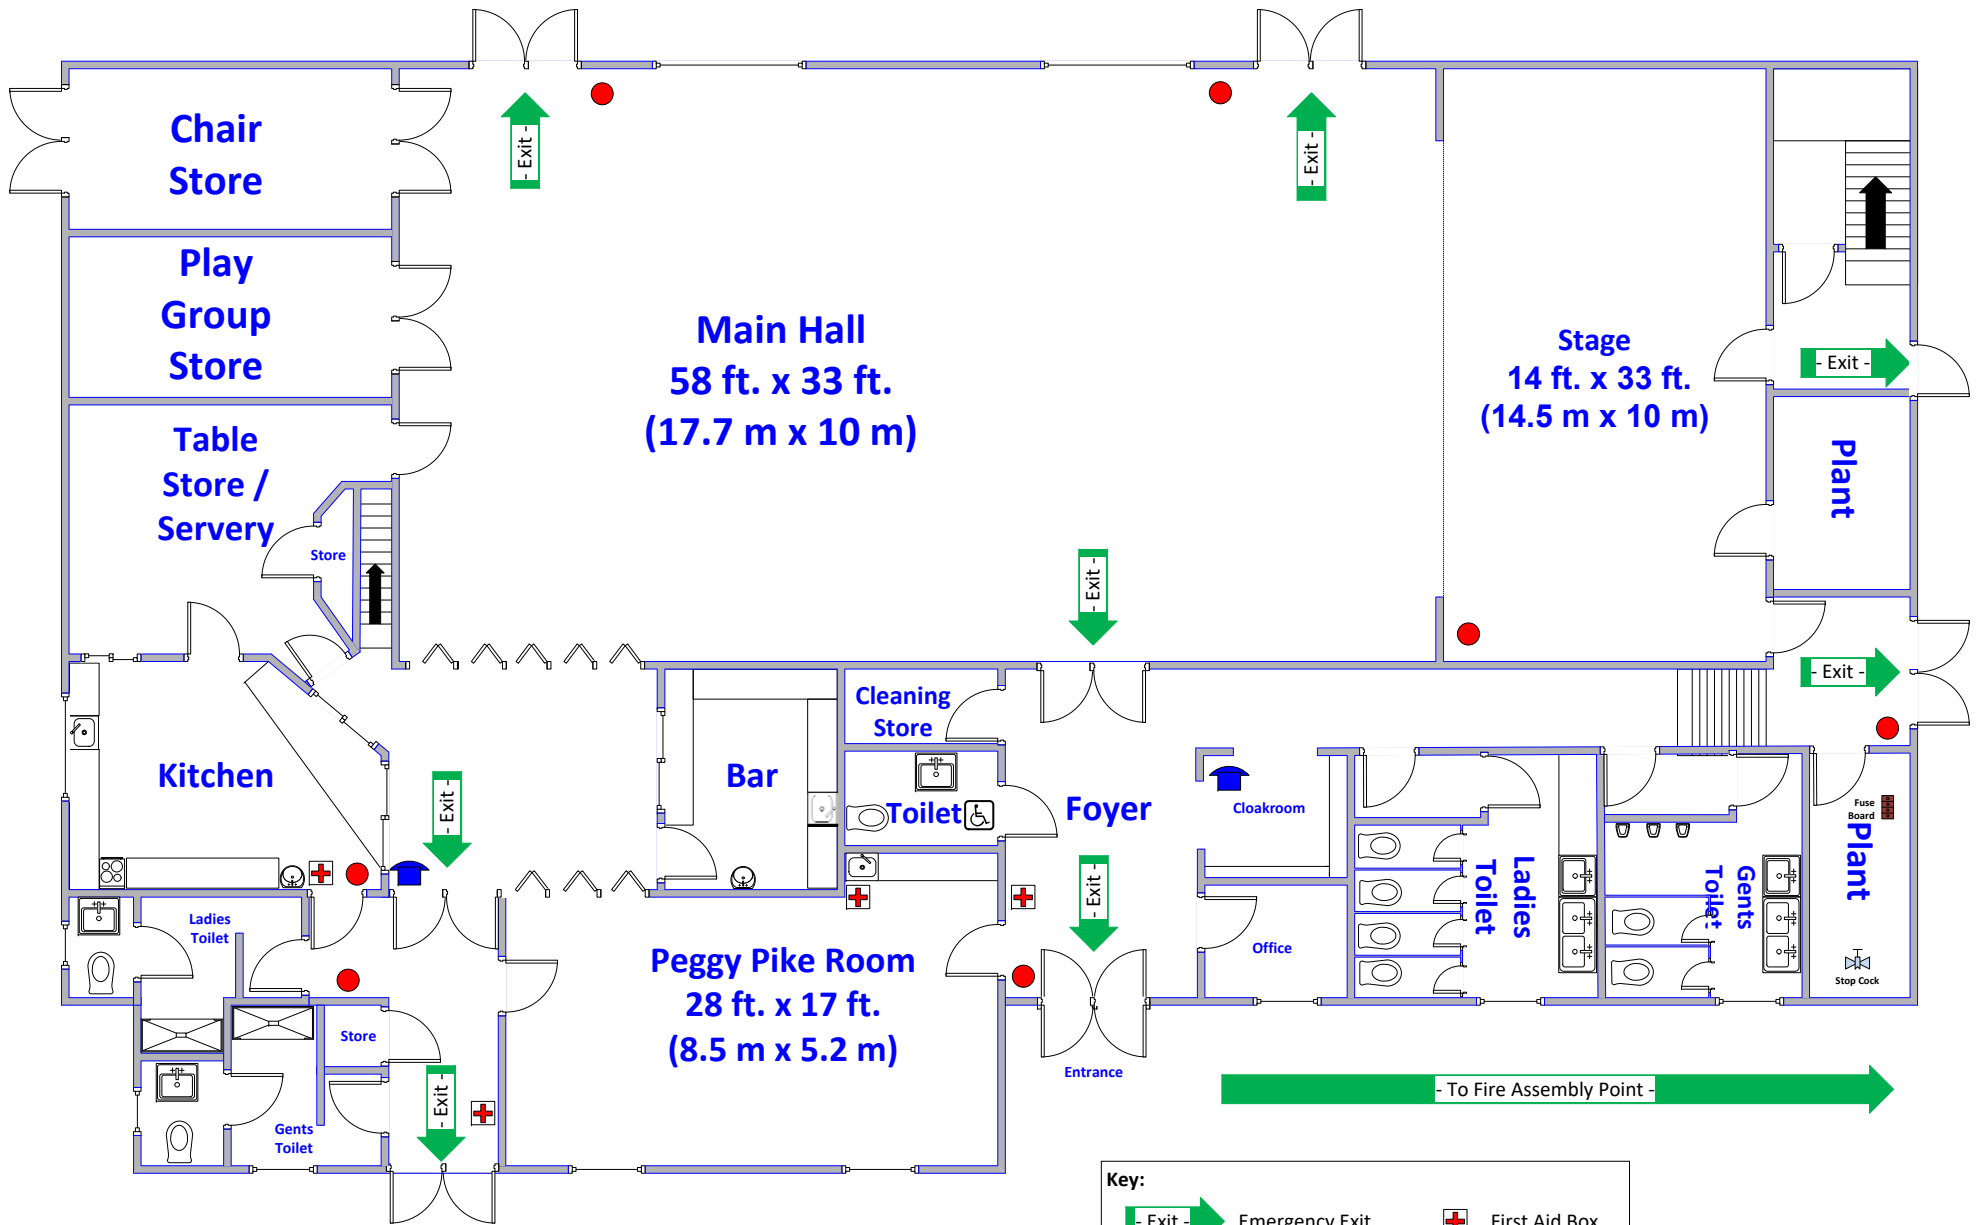 Chair
Store
- Exit -
- Exit -
Play
Group
Store
Main Hall
58 ft. x 33 ft.
(17.7 m x 10 m)
Stage
14 ft. x 33 ft.
(14.5 m x 10 m)
- Exit -
Table
Store /
Servery
Store
Plant
- Exit -
- Exit -
Cleaning
Store
Kitchen
- Exit -
Bar
Toilet
Foyer
Cloakroom
Fuse
Board
Plant
Stop Cock
Ladies
Toilet
Gents
Toilet
- Exit -
Office
Ladies
Toilet
Peggy Pike Room
28 ft. x 17 ft.
(8.5 m x 5.2 m)
Store
- Exit -
Gents
Toilet
Entrance
- To Fire Assembly Point -
Key:
- Exit - Emergency Exit First Aid Box